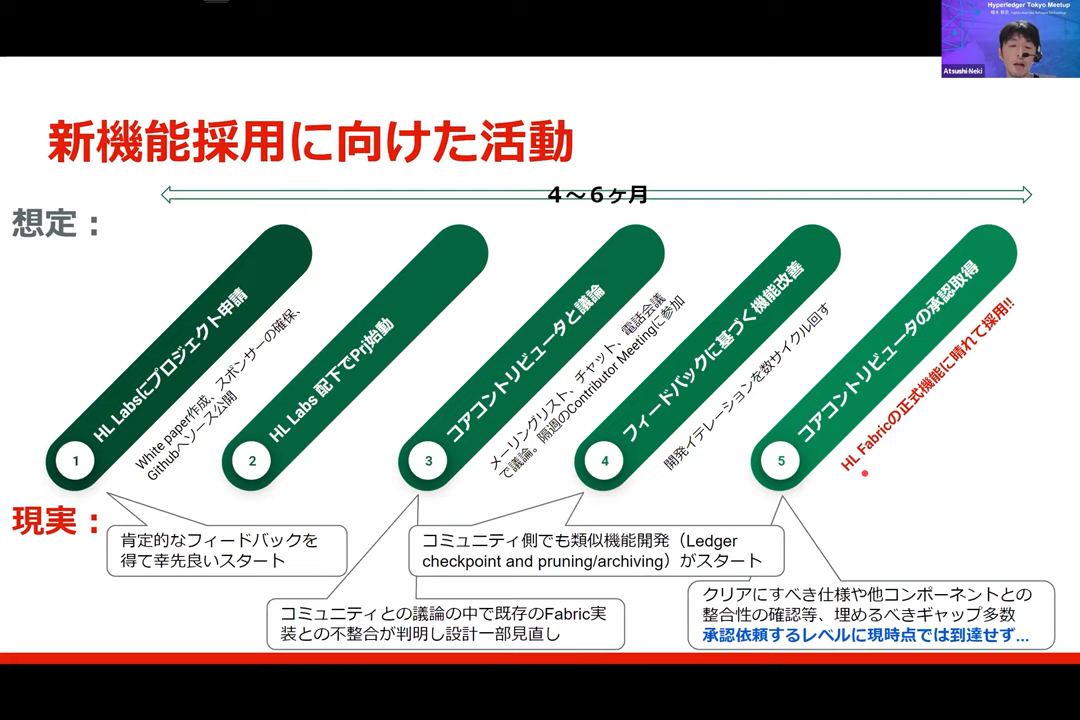 Hyperledger Tokyo Meetup
Atsushi Neki
新機能採用に向けた活動
４～６ヶ月
想定：
1
HL Labsにプロジェクト申請
White paper作成、スポンサーの確保、
Githubへソース公開
2
HL Labs 配下でPrj始動
3
コアコントリビュータと議論
メーリングリスト、チャット、電話会議
で議論。隔週のContributor Meetingに参加
4
フィードバックに基づく機能改善
開発イテレーションを数サイクル回す
5
コアコントリビュータの承認取得
HL Fabricの正式機能に晴れて採用!!
現実：
肯定的なフィードバックを
得て幸先良いスタート
コミュニティ側でも類似機能開発（Ledger
checkpoint and pruning/archiving）がスタート
コミュニティとの議論の中で既存のFabric実
装との不整合が判明し設計一部見直し
クリアにすべき仕様や他コンポーネントとの
整合性の確認等、埋めるべきギャップ多数
承認依頼するレベルに現時点では到達せず...